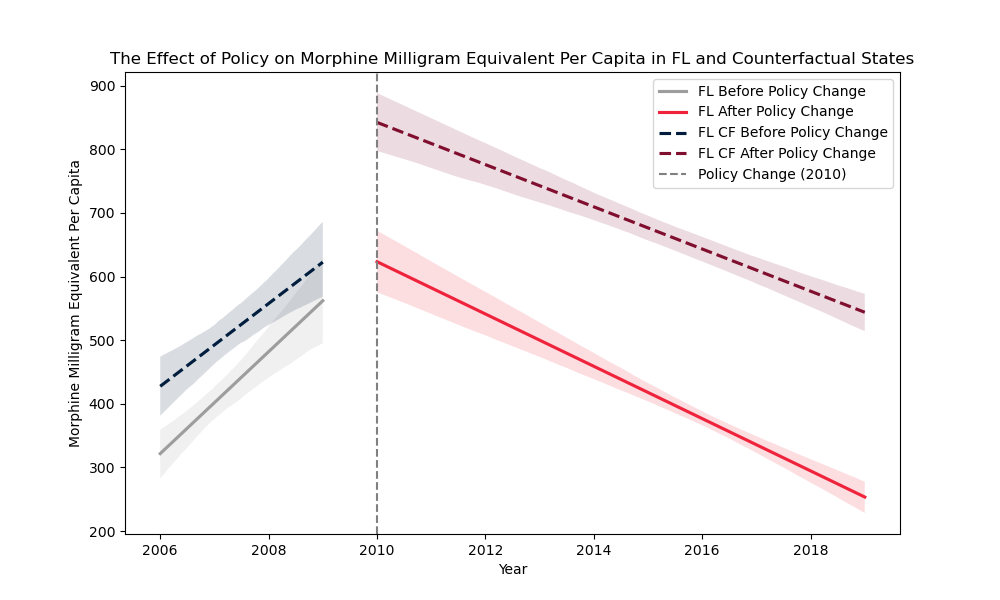 The Effect of Policy on Morphine Milligram Equivalent Per Capita in FL and Counterfactual States
FL Before Policy Change
FL After Policy Change
FL CF Before Policy Change
FL CF After Policy Change
Policy Change (2010)
Morphine Milligram Equivalent Per Capita
900
800
700
600
500
400
300
200
2006
2008
2010
2012
2014
2016
2018
Year